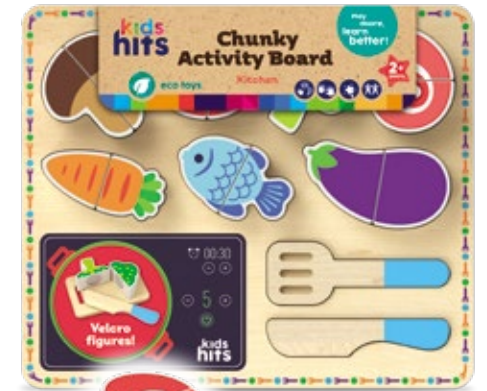 kids
hits
Chunky
Activity Board
Kitchen
eco toys
Play
more,
learn
better!
2+
00:30
5
Velcro
figures!
kids
hits